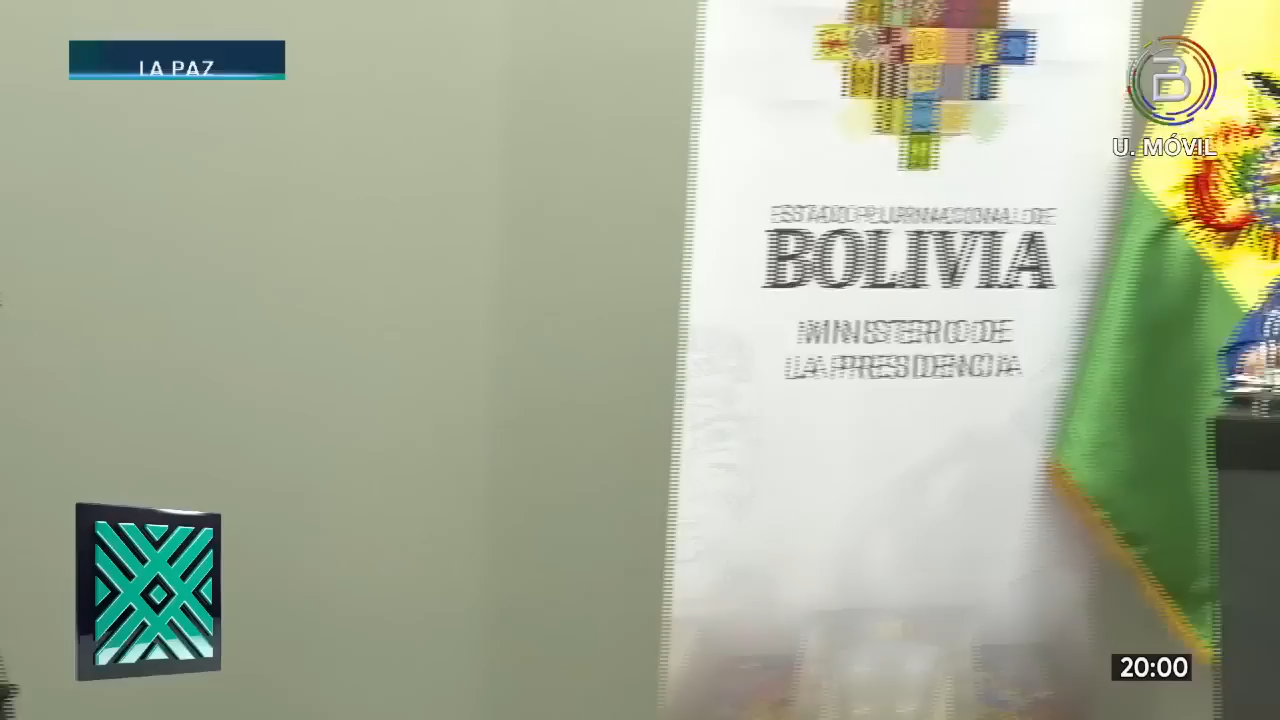 LA PAZ
B
U. MÓVIL
ESTADO PLURINACIONAL DE
BOLIVIA
MINISTERIO DE
LA PRESIDENCIA
20:00